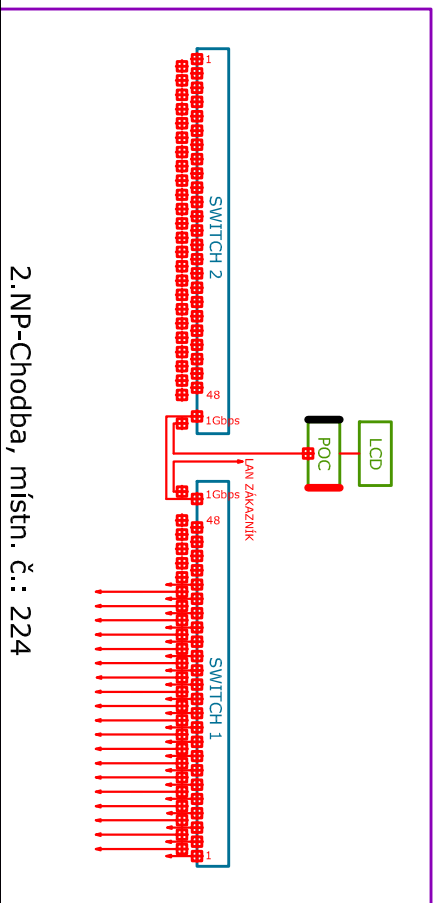 1
SWITCH 2
48
1Gbps
LCD
POC
LAN ZÁKAZNÍK
1Gbps
48
SWITCH 1
1
2.NP-Chodba, místn. č.: 224